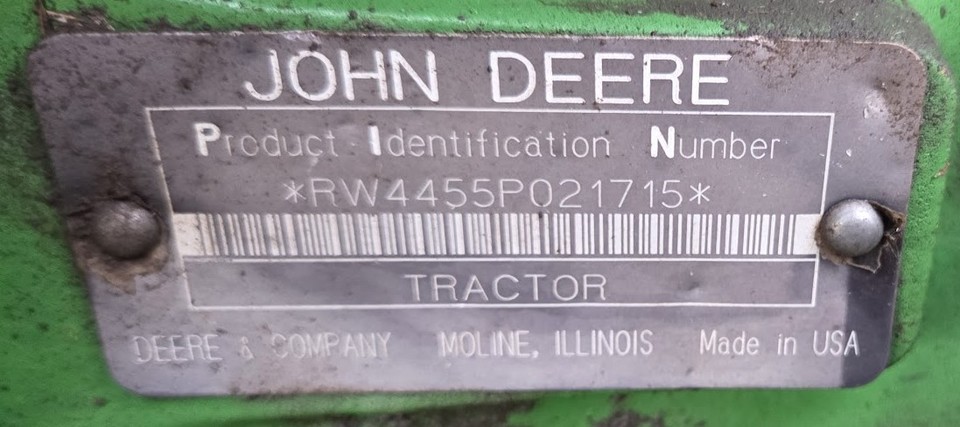 JOHN DEERE
Product Identification Number
*RW4455P021715*
TRACTOR
DEERE & COMPANY MOLINE, ILLINOIS Made in USA